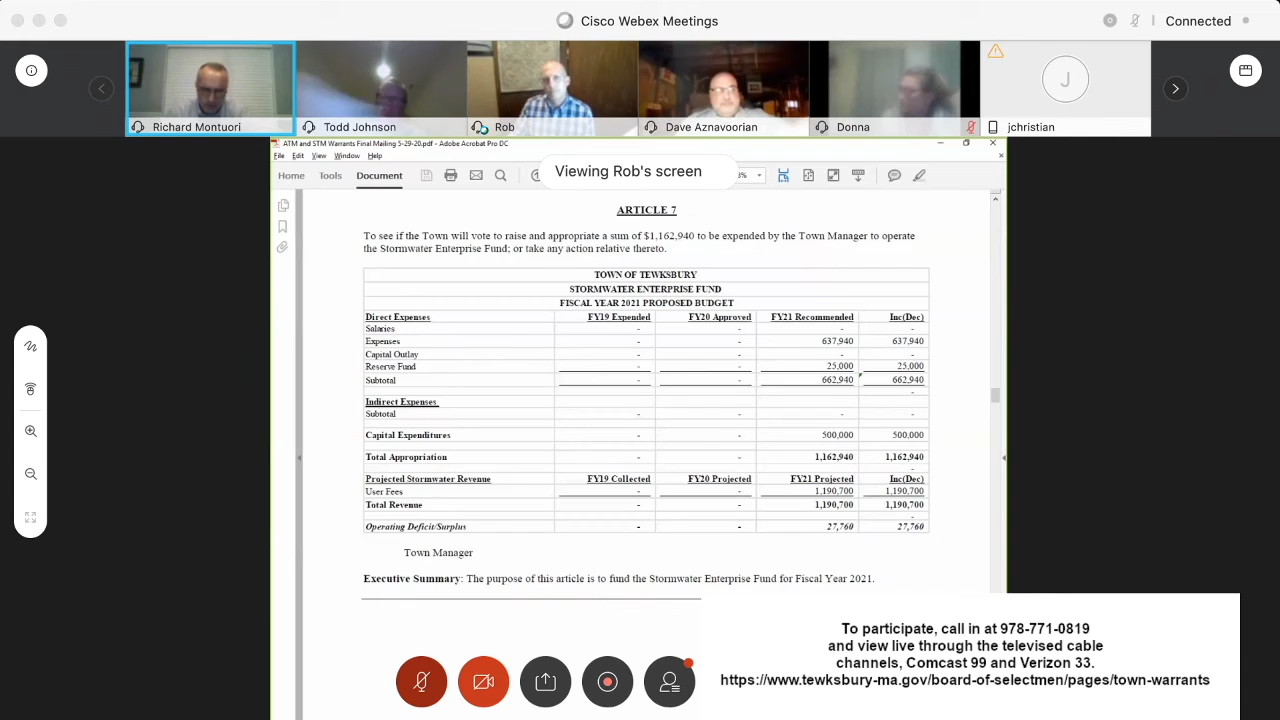 Cisco Webex Meetings
Connected
J
Richard Montuori
Todd Johnson
Rob
Dave Aznavoorian
Donna
jchristian
ATM and STM Warrants Final Mailing 5-29-20.pdf - Adobe Acrobat Pro DC
File Edit View Window Help
Viewing Rob's screen
Home Tools Document
ARTICLE 7
To see if the Town will vote to raise and appropriate a sum of $1,162,940 to be expended by the Town Manager to operate
the Stormwater Enterprise Fund; or take any action relative thereto.
TOWN OF TEWKSBURY
STORMWATER ENTERPRISE FUND
FISCAL YEAR 2021 PROPOSED BUDGET
Direct Expenses FY19 Expended FY20 Approved FY21 Recommended Inc(Dec)
Salaries - - - -
Expenses - - 637,940 637,940
Capital Outlay - - - -
Reserve Fund - - 25,000 25,000
Subtotal - - 662,940 662,940
-
Indirect Expenses
Subtotal - - - -
Capital Expenditures - - 500,000 500,000
Total Appropriation - - 1,162,940 1,162,940
-
Projected Stormwater Revenue FY19 Collected FY20 Projected FY21 Projected Inc(Dec)
User Fees - - 1,190,700 1,190,700
Total Revenue - - 1,190,700 1,190,700
-
Operating Deficit/Surplus - - 27,760 27,760
Town Manager
Executive Summary: The purpose of this article is to fund the Stormwater Enterprise Fund for Fiscal Year 2021.
To participate, call in at 978-771-0819
and view live through the televised cable
channels, Comcast 99 and Verizon 33.
https://www.tewksbury-ma.gov/board-of-selectmen/pages/town-warrants